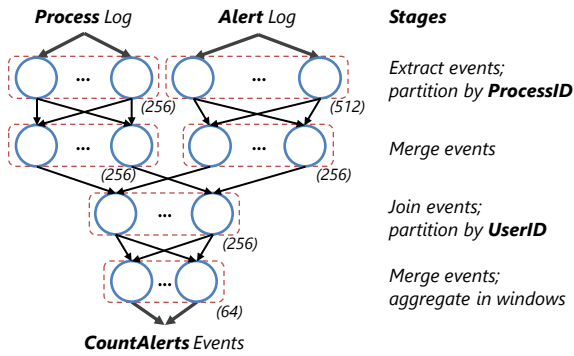 Process Log
Alert Log
Stages
...
...
Extract events;
partition by ProcessID
(256)
(512)
...
...
Merge events
(256)
(256)
...
Join events;
partition by UserID
(256)
...
Merge events;
aggregate in windows
(64)
CountAlerts Events